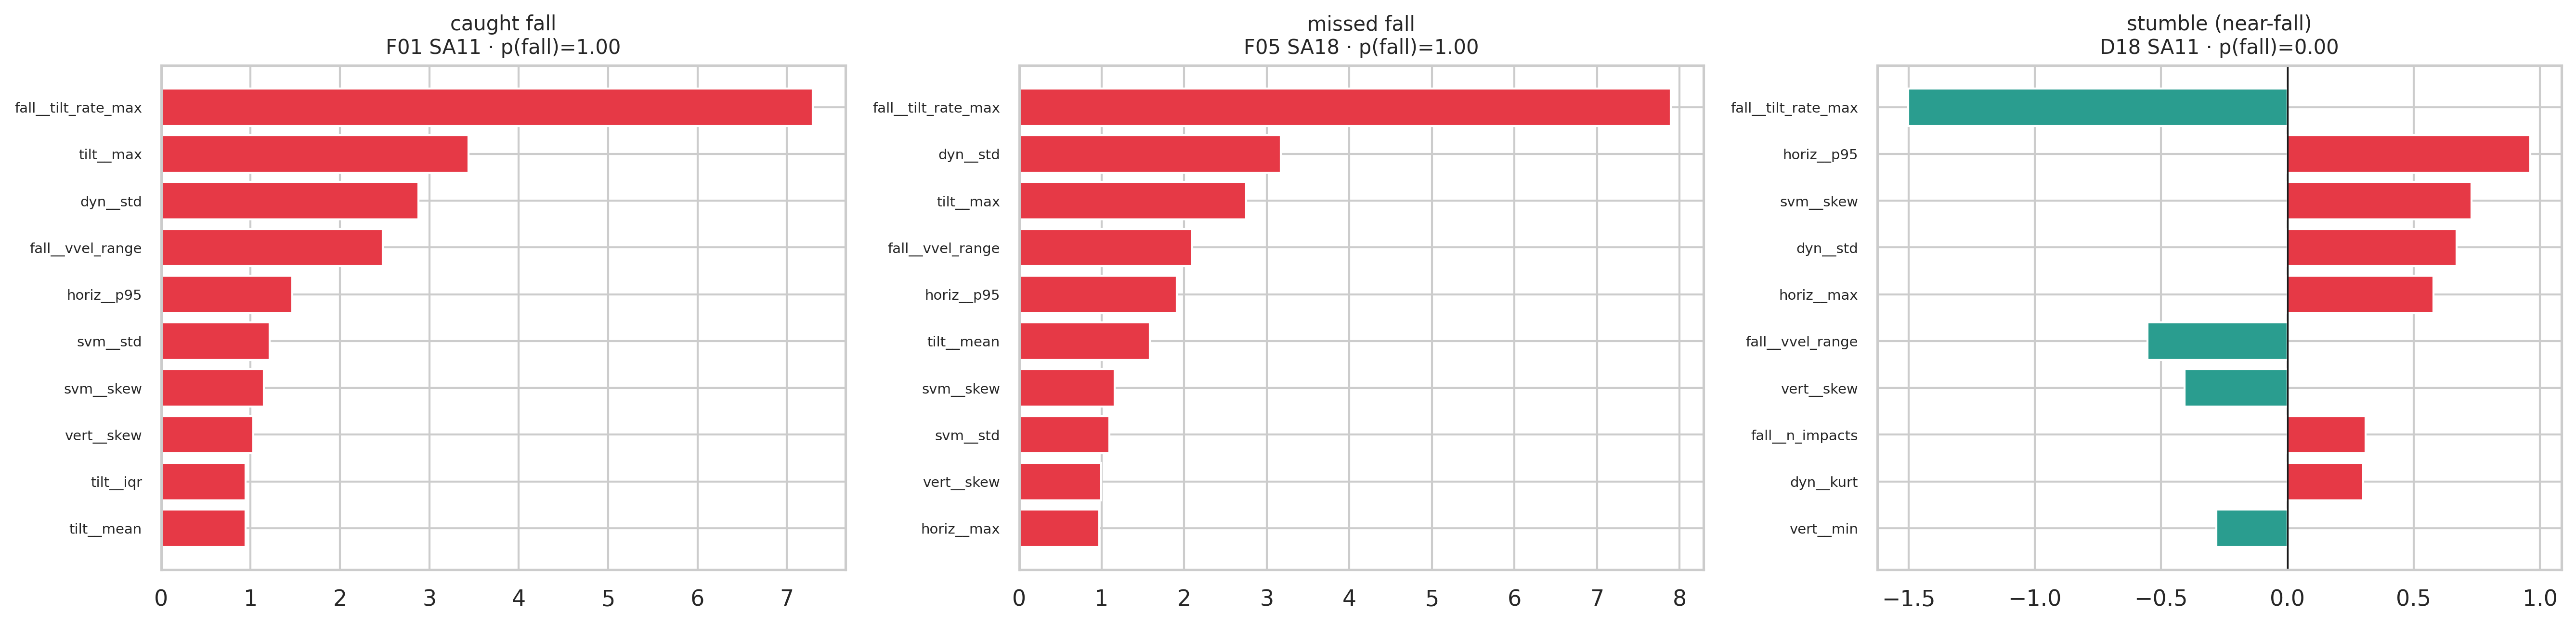 caught fall
F01 SA11 · p(fall)=1.00
fall__tilt_rate_max
tilt__max
dyn__std
fall__vvel_range
horiz__p95
svm__std
svm__skew
vert__skew
tilt__iqr
tilt__mean
0 1 2 3 4 5 6 7
missed fall
F05 SA18 · p(fall)=1.00
fall__tilt_rate_max
dyn__std
tilt__max
fall__vvel_range
horiz__p95
tilt__mean
svm__skew
svm__std
vert__skew
horiz__max
0 1 2 3 4 5 6 7 8
stumble (near-fall)
D18 SA11 · p(fall)=0.00
fall__tilt_rate_max
horiz__p95
svm__skew
dyn__std
horiz__max
fall__vvel_range
vert__skew
fall__n_impacts
dyn__kurt
vert__min
−1.5 −1.0 −0.5 0.0 0.5 1.0